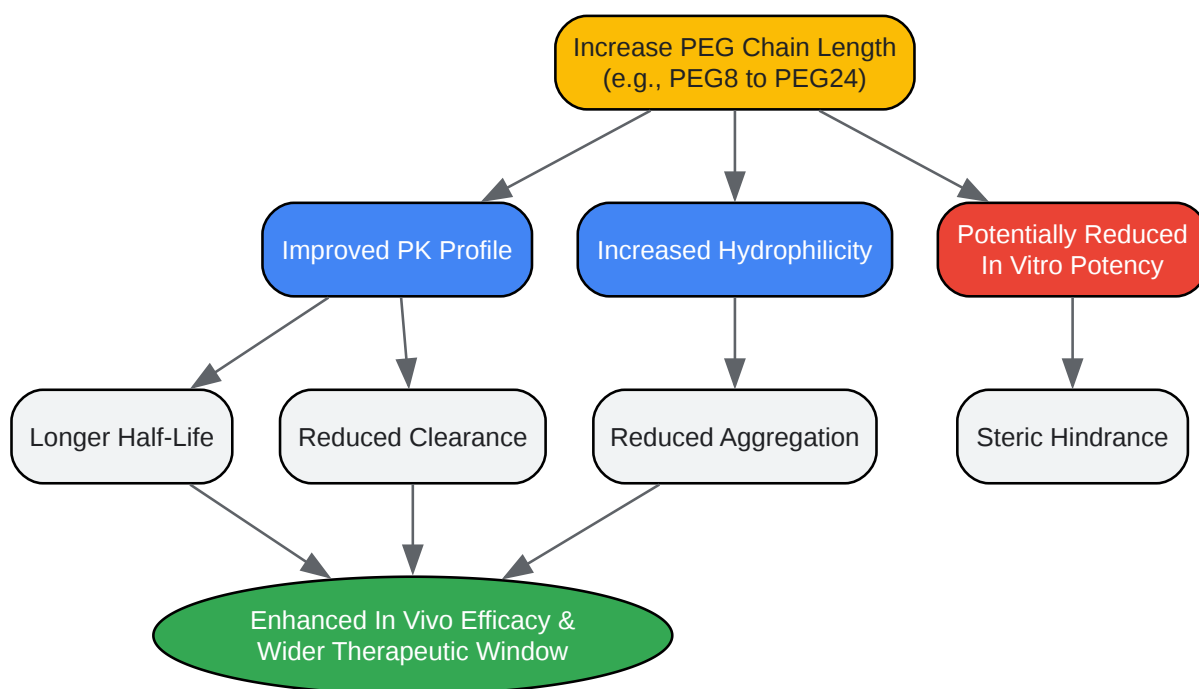 Increase PEG Chain Length
(e.g., PEG8 to PEG24)
Improved PK Profile
Increased Hydrophilicity
Potentially Reduced
In Vitro Potency
Longer Half-Life
Reduced Clearance
Reduced Aggregation
Steric Hindrance
Enhanced In Vivo Efficacy &
Wider Therapeutic Window